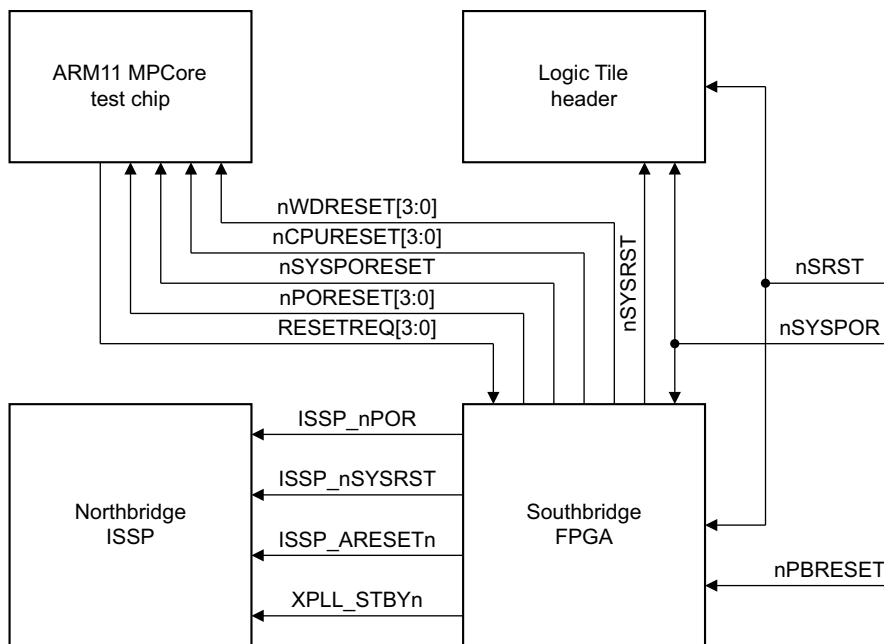 ARM11 MPCore
test chip
Logic Tile
header
nWDRESET[3:0]
nCPURESET[3:0]
nSYSPORESET
nPORESET[3:0]
RESETREQ[3:0]
nSYSRST
nSRST
nSYSPOR
Northbridge
ISSP
ISSP_nPOR
ISSP_nSYSRST
ISSP_ARESETn
XPLL_STBYn
Southbridge
FPGA
nPBRESET